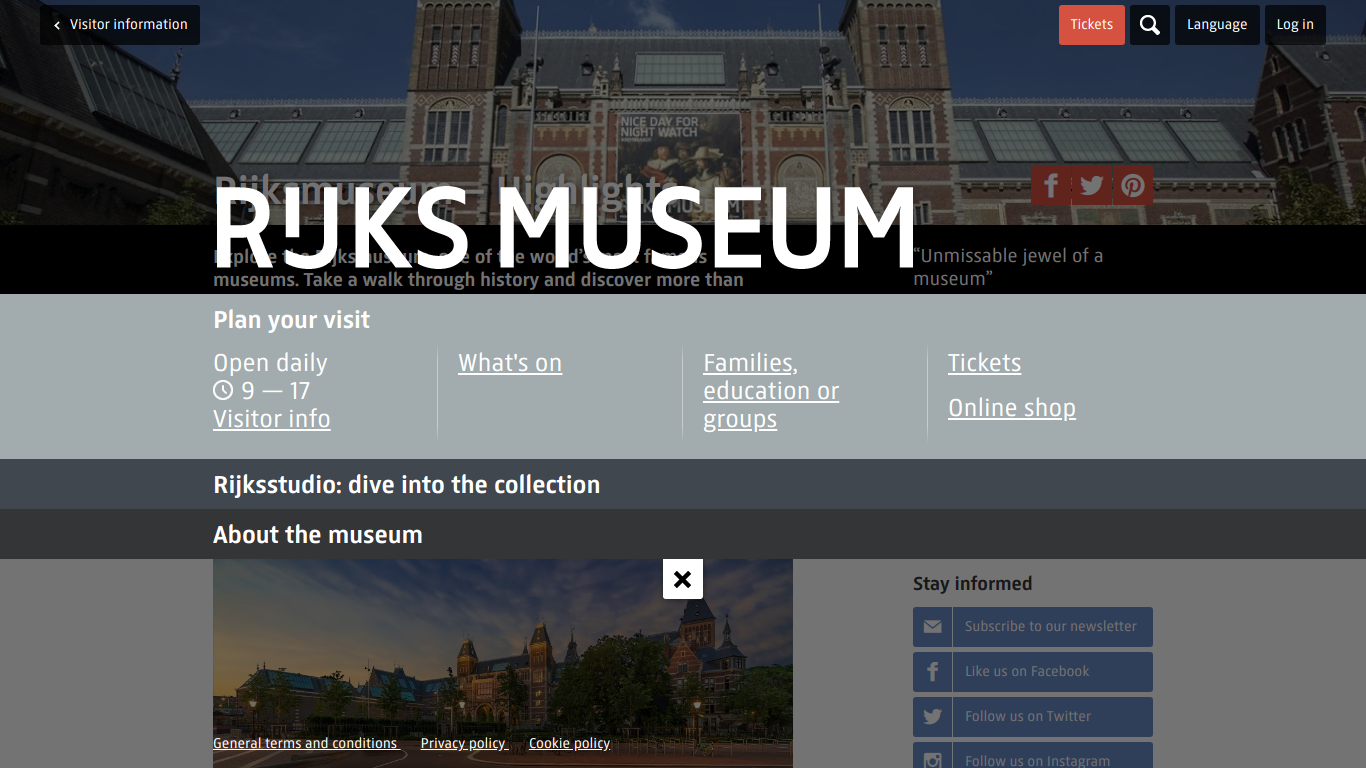 Visitor information
Tickets
Language
Log in
NICE DAY FOR
NIGHT WATCH
Rijksmuseum – Highlights
RIJKS MUSEUM
Explore the Rijksmuseum, one of the world's most famous
museums. Take a walk through history and discover more than
“Unmissable jewel of a
museum”
Plan your visit
Open daily
9 — 17
Visitor info
What's on
Families,
education or
groups
Tickets
Online shop
Rijksstudio: dive into the collection
About the museum
Stay informed
Subscribe to our newsletter
Like us on Facebook
Follow us on Twitter
Follow us on Instagram
General terms and conditions
Privacy policy
Cookie policy